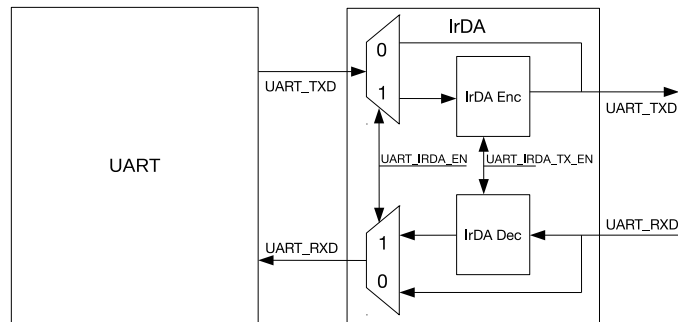 IrDA
0
1
IrDA Enc
UART_TXD
UART_TXD
UART
UART_IRDA_EN
UART_IRDA_TX_EN
UART_RXD
1
0
IrDA Dec
UART_RXD